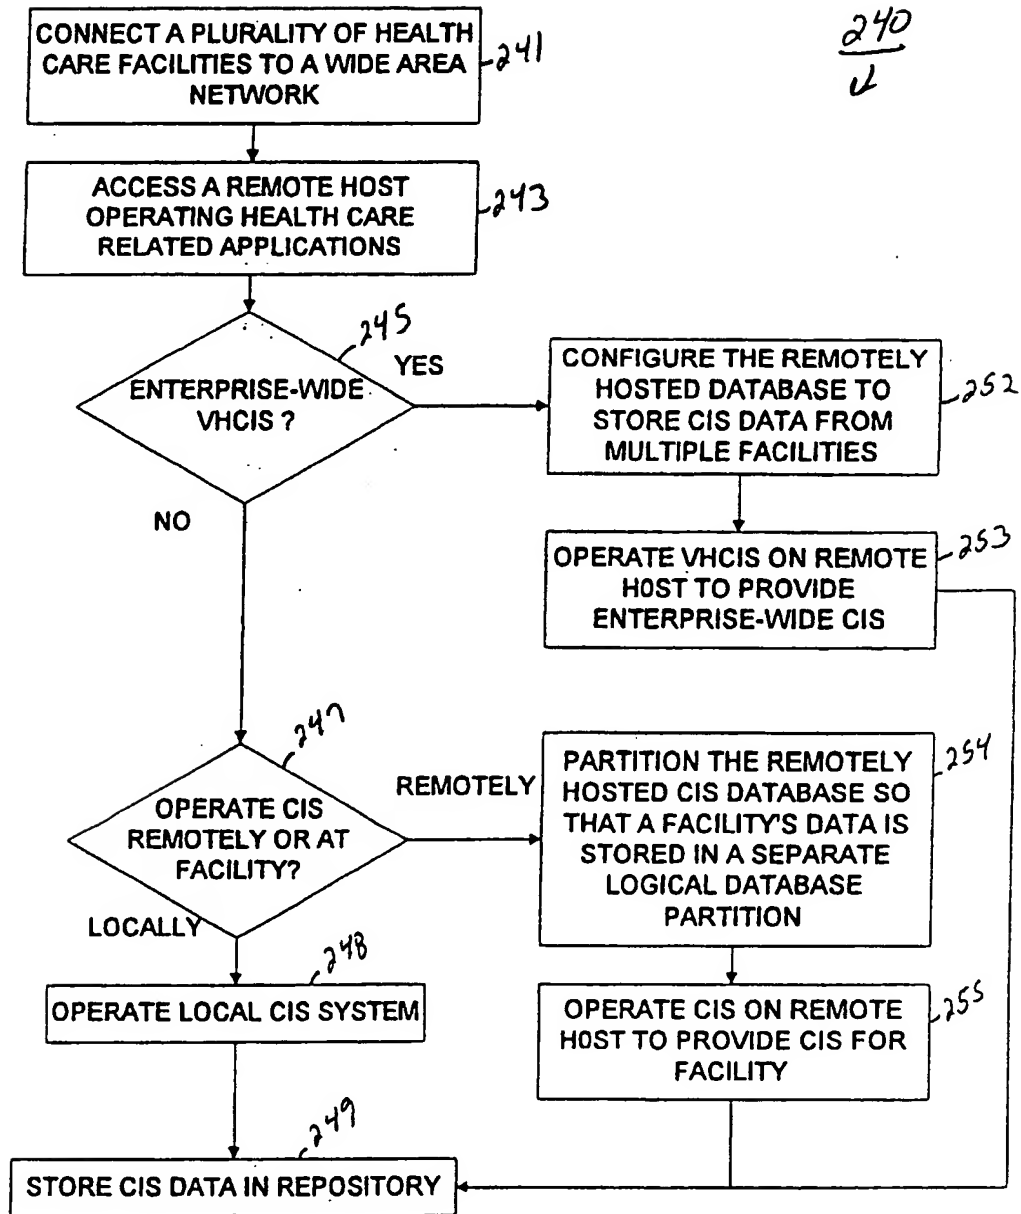 240
CONNECT A PLURALITY OF HEALTH
CARE FACILITIES TO A WIDE AREA
NETWORK
241
ACCESS A REMOTE HOST
OPERATING HEALTH CARE
RELATED APPLICATIONS
243
245
ENTERPRISE-WIDE
VHCIS ?
YES
NO
CONFIGURE THE REMOTELY
HOSTED DATABASE TO
STORE CIS DATA FROM
MULTIPLE FACILITIES
252
OPERATE VHCIS ON REMOTE
HOST TO PROVIDE
ENTERPRISE-WIDE CIS
253
247
OPERATE CIS
REMOTELY OR AT
FACILITY?
REMOTELY
LOCALLY
PARTITION THE REMOTELY
HOSTED CIS DATABASE SO
THAT A FACILITY'S DATA IS
STORED IN A SEPARATE
LOGICAL DATABASE
PARTITION
254
248
OPERATE LOCAL CIS SYSTEM
OPERATE CIS ON REMOTE
HOST TO PROVIDE CIS FOR
FACILITY
255
249
STORE CIS DATA IN REPOSITORY